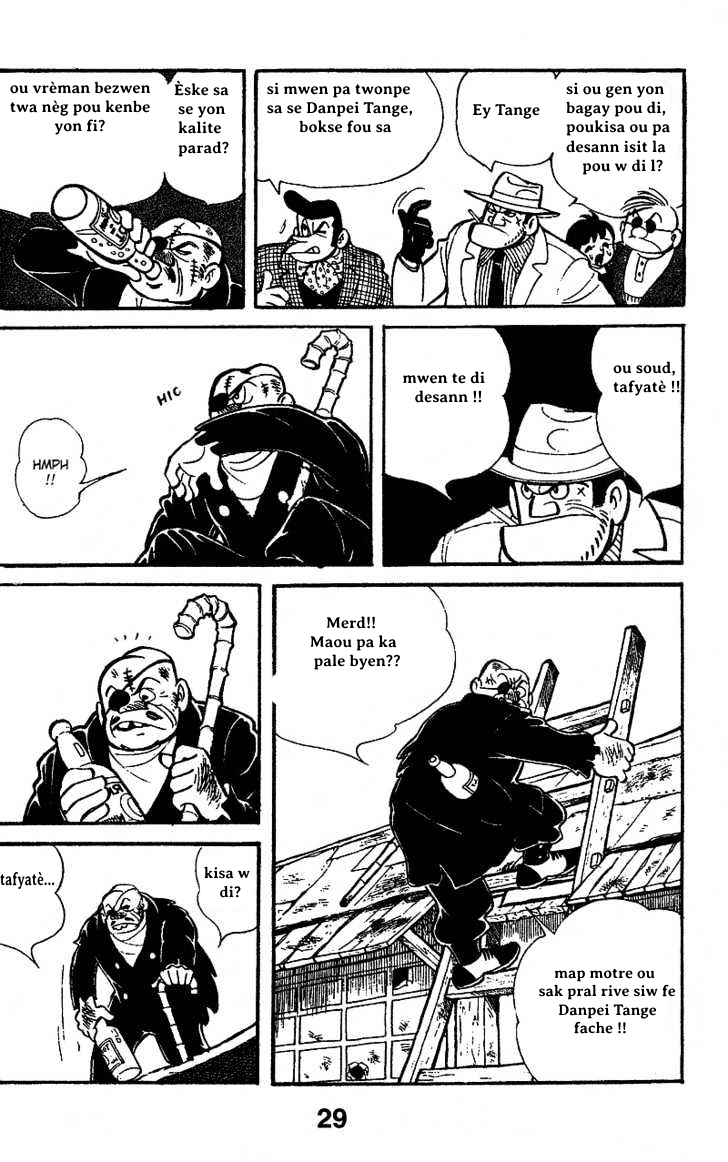 ou vrèman bezwen
twa nèg pou kenbe
yon fi?
Èske sa
se yon
kalite
parad?
si mwen pa twonpe
sa se Danpei Tange,
bokse fou sa
Ey Tange
si ou gen yon
bagay pou di,
poukisa ou pa
desann isit la
pou w di l?
HIC
HMPH
!!
mwen te di
desann !!
ou soud,
tafyatè !!
Merd!!
Maou pa ka
pale byen??
tafyatè...
kisa w
di?
map motre ou
sak pral rive siw fe
Danpei Tange
fache !!
29